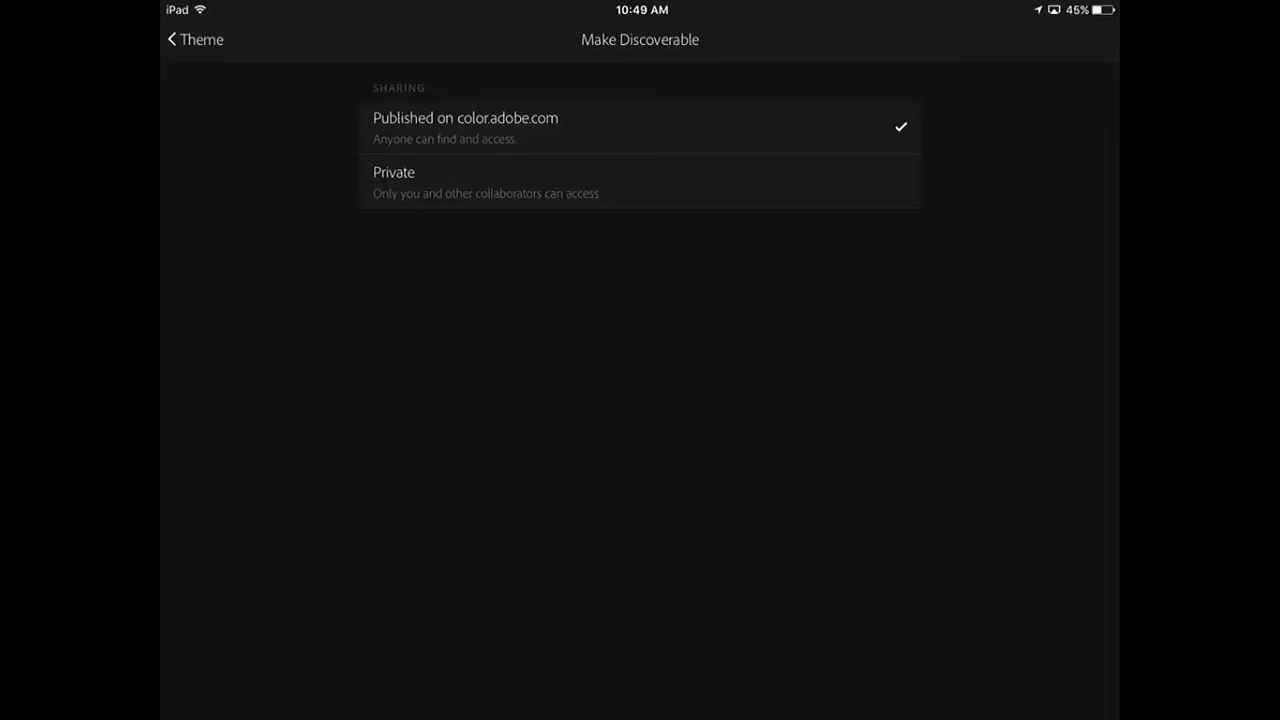 iPad
10:49 AM
45%
Theme
Make Discoverable
SHARING
Published on color.adobe.com
Anyone can find and access.
Private
Only you and other collaborators can access.